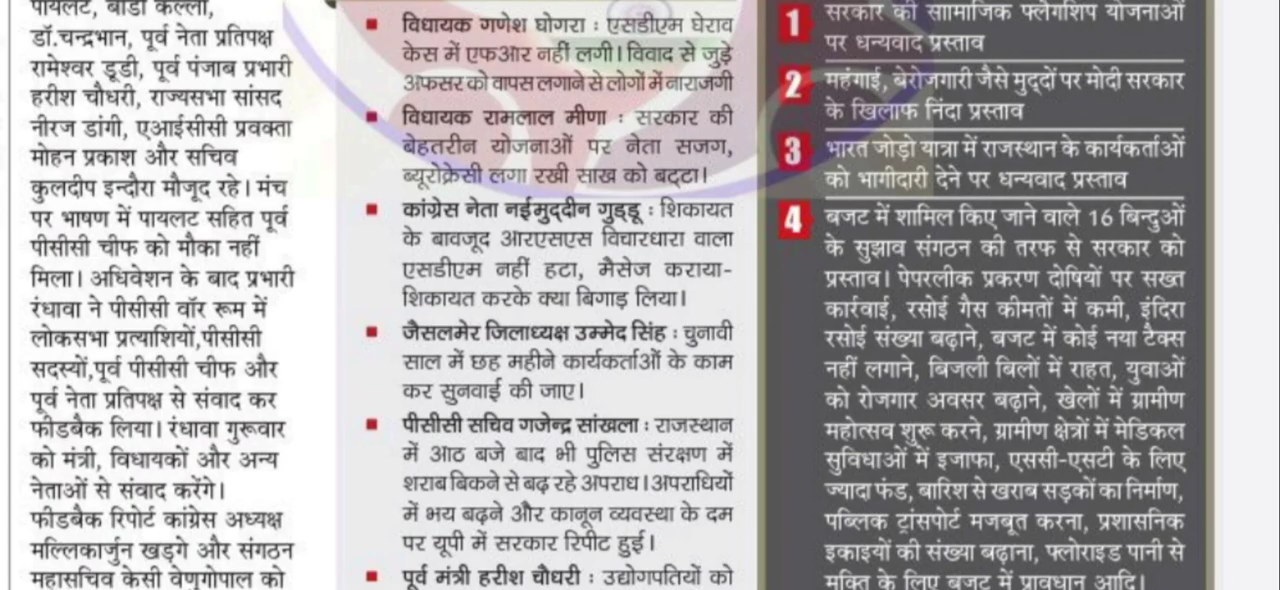 पायलट, बीडी कल्ला,
डॉ.चन्द्रभान, पूर्व नेता प्रतिपक्ष
रामेश्वर डूडी, पूर्व पंजाब प्रभारी
हरीश चौधरी, राज्यसभा सांसद
नीरज डांगी, एआईसीसी प्रवक्ता
मोहन प्रकाश और सचिव
कुलदीप इन्दौरा मौजूद रहे। मंच
पर भाषण में पायलट सहित पूर्व
पीसीसी चीफ को मौका नहीं
मिला। अधिवेशन के बाद प्रभारी
रंधावा ने पीसीसी वॉर रूम में
लोकसभा प्रत्याशियों,पीसीसी
सदस्यों,पूर्व पीसीसी चीफ और
पूर्व नेता प्रतिपक्ष से संवाद कर
फीडबैक लिया। रंधावा गुरूवार
को मंत्री, विधायकों और अन्य
नेताओं से संवाद करेंगे।
फीडबैक रिपोर्ट कांग्रेस अध्यक्ष
मल्लिकार्जुन खड़गे और संगठन
महासचिव केसी वेणुगोपाल को
विधायक गणेश घोगरा : एसडीएम घेराव
केस में एफआर नहीं लगी। विवाद से जुड़े
अफसर को वापस लगाने से लोगों में नाराजगी
विधायक रामलाल मीणा : सरकार की
बेहतरीन योजनाओं पर नेता सजग,
ब्यूरोक्रेसी लगा रखी साख को बट्टा।
कांग्रेस नेता नईमुद्दीन गुड्डू : शिकायत
के बावजूद आरएसएस विचारधारा वाला
एसडीएम नहीं हटा, मैसेज कराया-
शिकायत करके क्या बिगाड़ लिया।
जैसलमेर जिलाध्यक्ष उम्मेद सिंह : चुनावी
साल में छह महीने कार्यकर्ताओं के काम
कर सुनवाई की जाए।
पीसीसी सचिव गजेन्द्र सांखला : राजस्थान
में आठ बजे बाद भी पुलिस संरक्षण में
शराब बिकने से बढ़ रहे अपराध। अपराधियों
में भय बढ़ने और कानून व्यवस्था के दम
पर यूपी में सरकार रिपीट हुई।
पूर्व मंत्री हरीश चौधरी : उद्योगपतियों को
1 सरकार की साामाजिक फ्लेगशिप योजनाओं
पर धन्यवाद प्रस्ताव
2 महंगाई, बेरोजगारी जैसे मुद्दों पर मोदी सरकार
के खिलाफ निंदा प्रस्ताव
3 भारत जोड़ो यात्रा में राजस्थान के कार्यकर्ताओं
को भागीदारी देने पर धन्यवाद प्रस्ताव
4 बजट में शामिल किए जाने वाले 16 बिन्दुओं
के सुझाव संगठन की तरफ से सरकार को
प्रस्ताव। पेपरलीक प्रकरण दोषियों पर सख्त
कार्रवाई, रसोई गैस कीमतों में कमी, इंदिरा
रसोई संख्या बढ़ाने, बजट में कोई नया टैक्स
नहीं लगाने, बिजली बिलों में राहत, युवाओं
को रोजगार अवसर बढ़ाने, खेलों में ग्रामीण
महोत्सव शुरू करने, ग्रामीण क्षेत्रों में मेडिकल
सुविधाओं में इजाफा, एससी-एसटी के लिए
ज्यादा फंड, बारिश से खराब सड़कों का निर्माण,
पब्लिक ट्रांसपोर्ट मजबूत करना, प्रशासनिक
इकाइयों की संख्या बढ़ाना, फ्लोराइड पानी से
मुक्ति के लिए बजट में प्रावधान आदि।